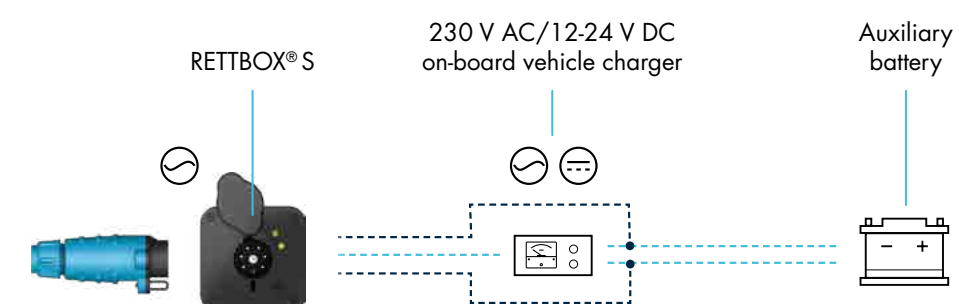 230 V AC/12-24 V DC
on-board vehicle charger
Auxiliary
battery
RETTBOX® S
- +